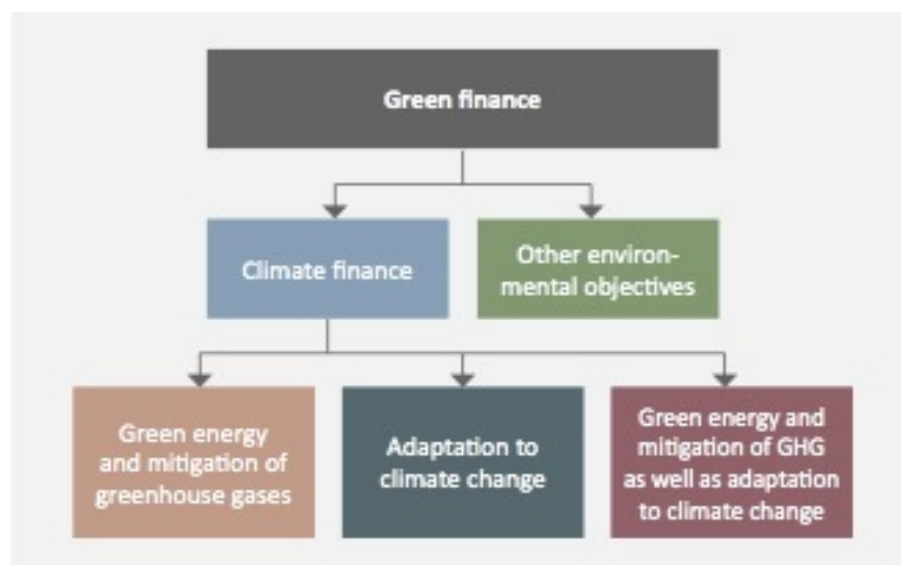 Green finance
Climate finance
Other environ-
mental objectives
Green energy
and mitigation of
greenhouse gases
Adaptation to
climate change
Green energy and
mitigation of GHG
as well as adaptation
to climate change